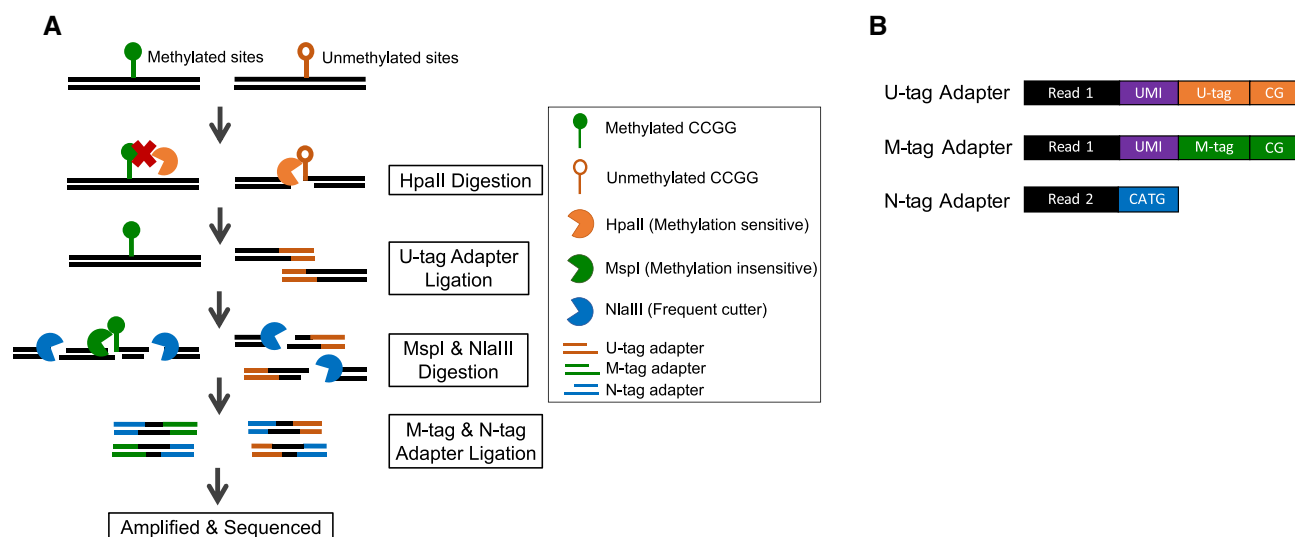 A
Methylated sites
Unmethylated sites
HpaII Digestion
U-tag Adapter
Ligation
MspI & NlaIII
Digestion
M-tag & N-tag
Adapter Ligation
Amplified & Sequenced
Methylated CCGG
Unmethylated CCGG
HpaII (Methylation sensitive)
MspI (Methylation insensitive)
NlaIII (Frequent cutter)
U-tag adapter
M-tag adapter
N-tag adapter
B
U-tag Adapter Read 1 UMI U-tag CG
M-tag Adapter Read 1 UMI M-tag CG
N-tag Adapter Read 2 CATG